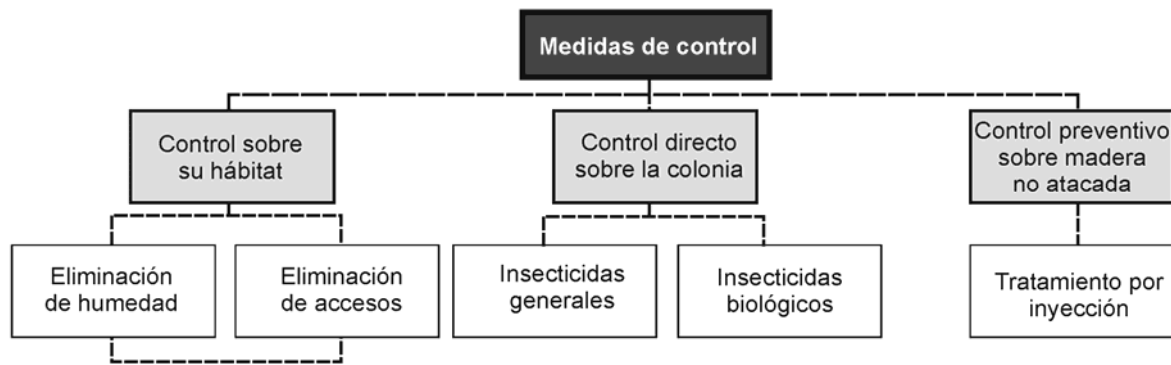 Medidas de control
Control sobre
su hábitat
Control directo
sobre la colonia
Control preventivo
sobre madera
no atacada
Eliminación
de humedad
Eliminación
de accesos
Insecticidas
generales
Insecticidas
biológicos
Tratamiento por
inyección